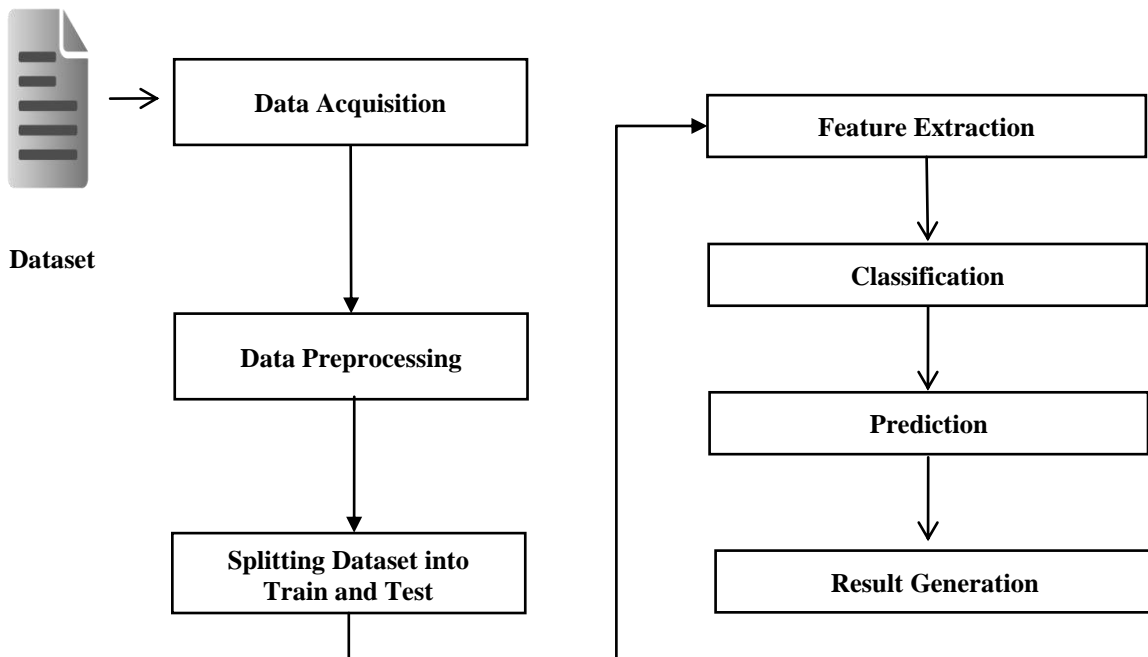 Dataset
Data Acquisition
Data Preprocessing
Splitting Dataset into
Train and Test
Feature Extraction
Classification
Prediction
Result Generation